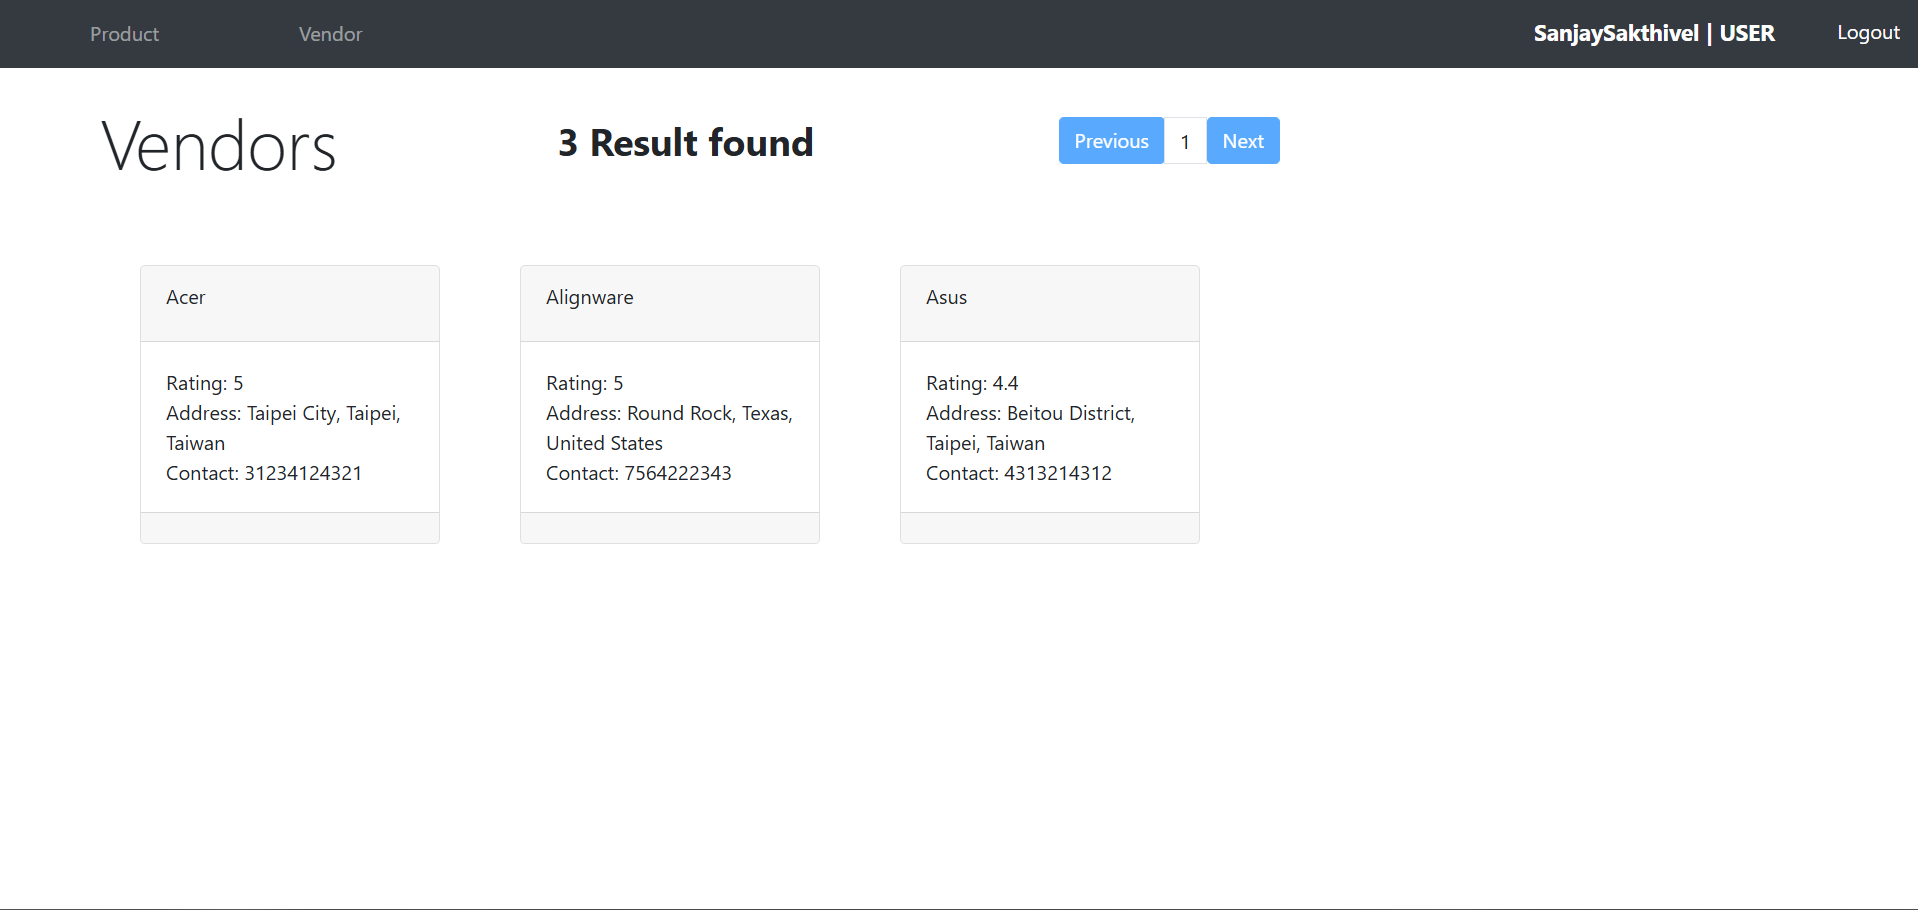 Product
Vendor
SanjaySakthivel | USER
Logout
Vendors
3 Result found
Previous
1
Next
Acer
Rating: 5
Address: Taipei City, Taipei,
Taiwan
Contact: 31234124321
Alignware
Rating: 5
Address: Round Rock, Texas,
United States
Contact: 7564222343
Asus
Rating: 4.4
Address: Beitou District,
Taipei, Taiwan
Contact: 4313214312